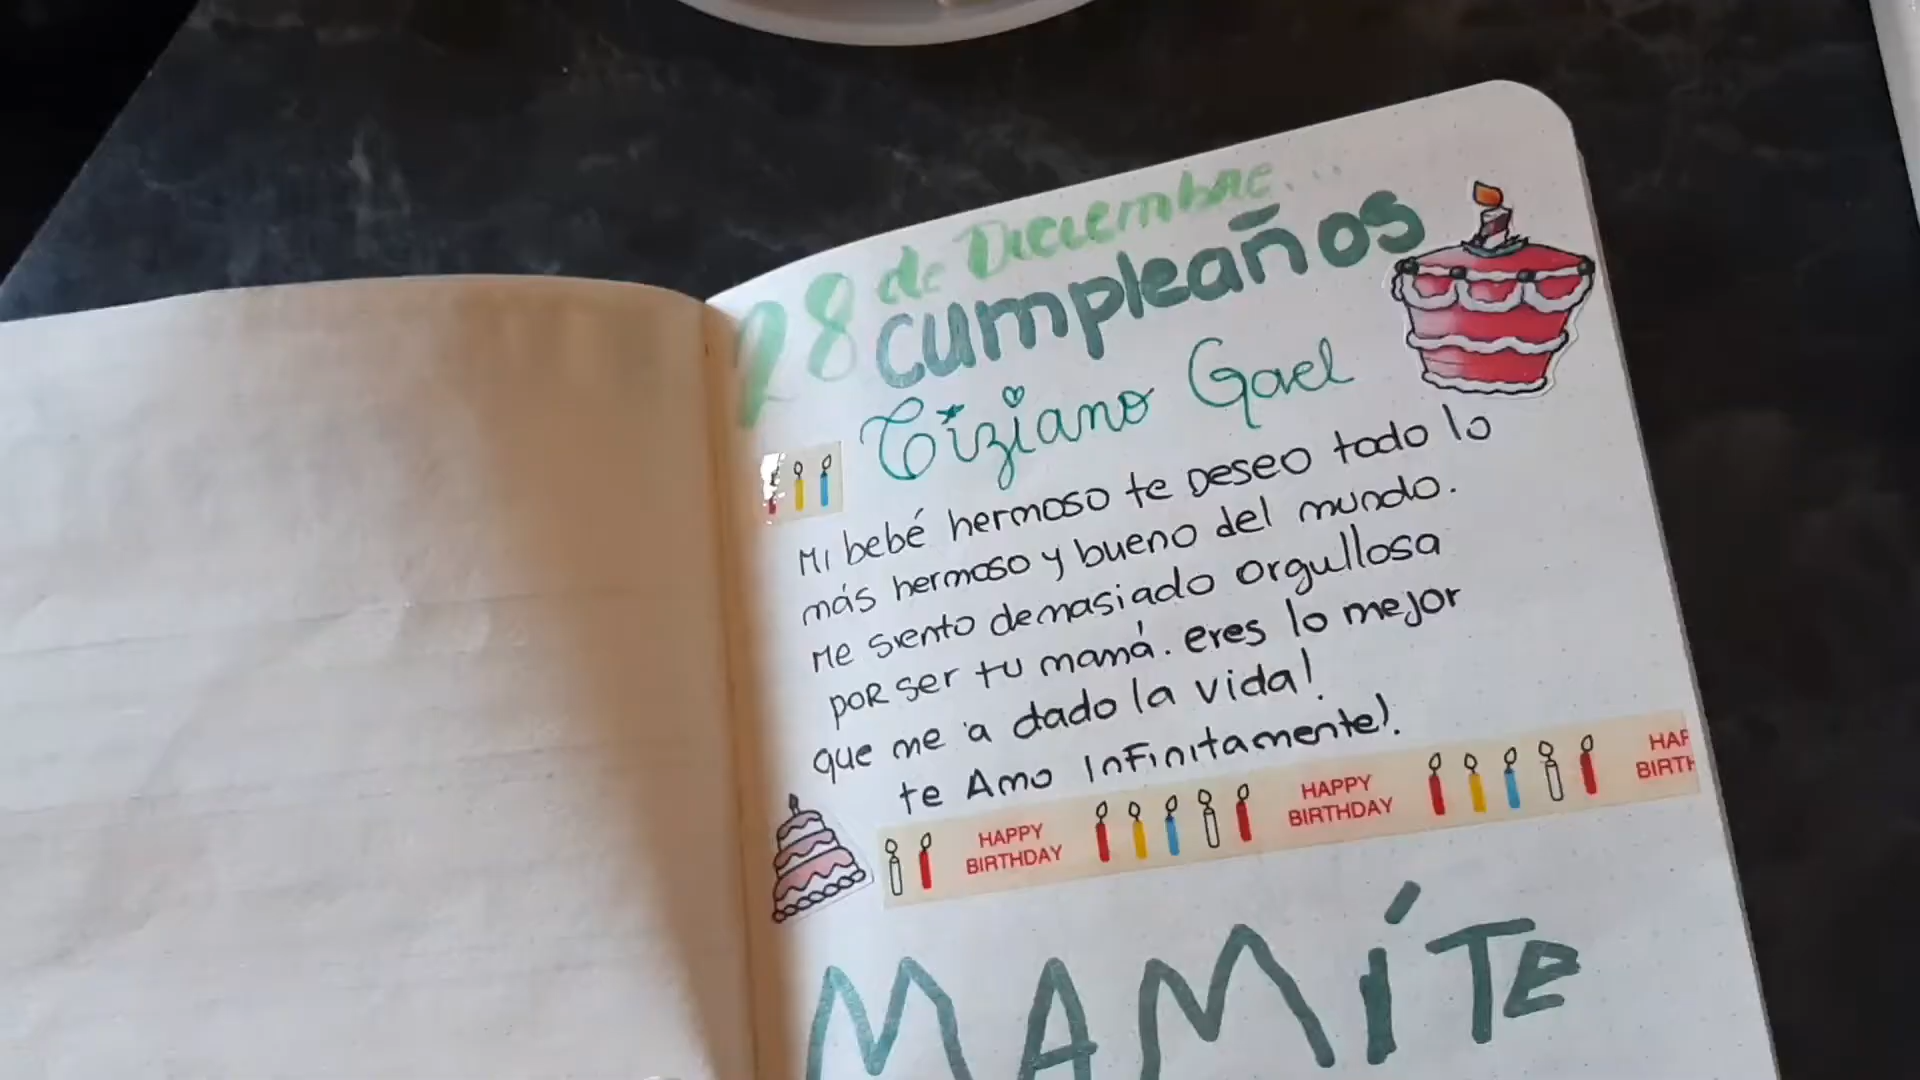 28 de Diciembre...
cumpleaños
Tiziano Gael
Mi bebé hermoso te Deseo todo lo
más hermoso y bueno del mundo.
Me siento demasiado orgullosa
por ser tu mamá. eres lo mejor
que me a dado la vida!
te Amo InFinitamente!.
HAPPY BIRTHDAY
HAPPY BIRTHDAY
HAP
BIRTH
MAMÍTE